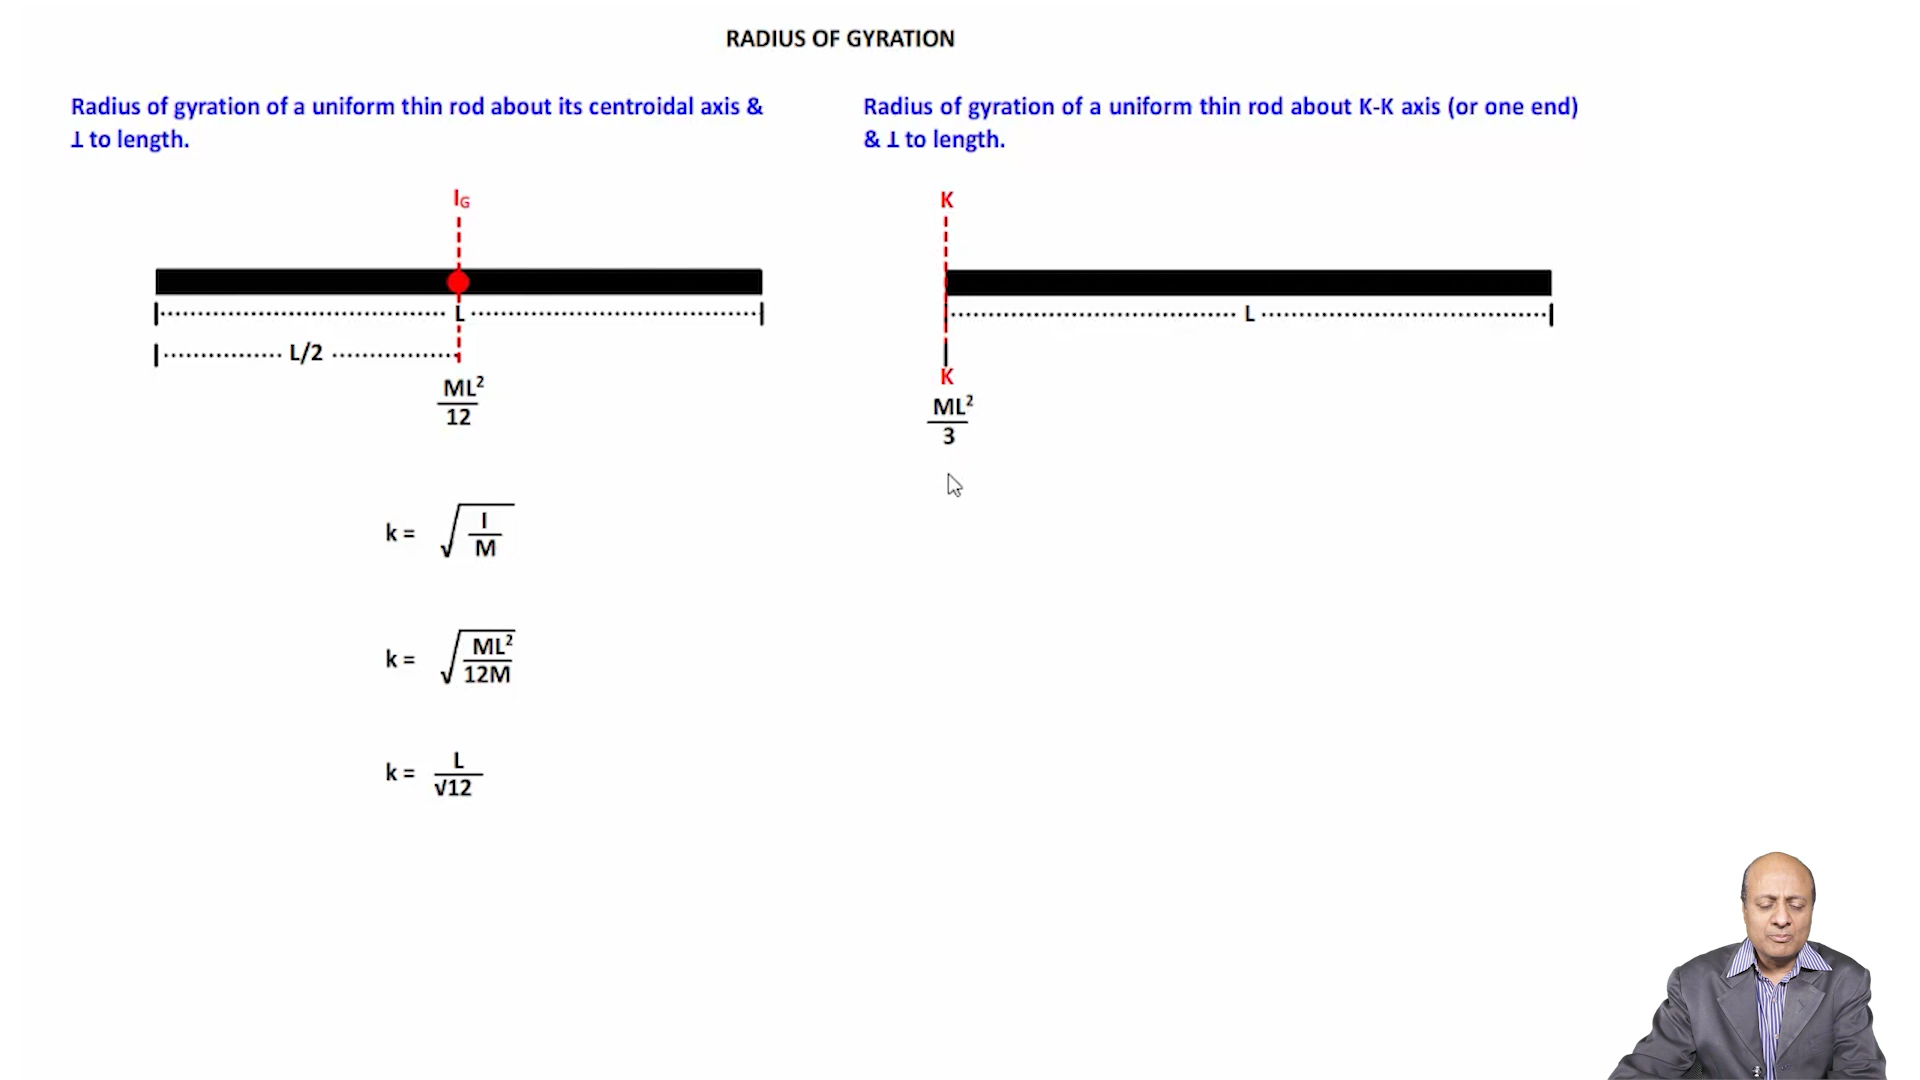 RADIUS OF GYRATION
Radius of gyration of a uniform thin rod about its centroidal axis &
⊥ to length.
I_G
L
L/2
ML²
12
k = √ I
M
k = √ ML²
12M
k = L
√12
Radius of gyration of a uniform thin rod about K-K axis (or one end)
& ⊥ to length.
K
L
K
ML²
3